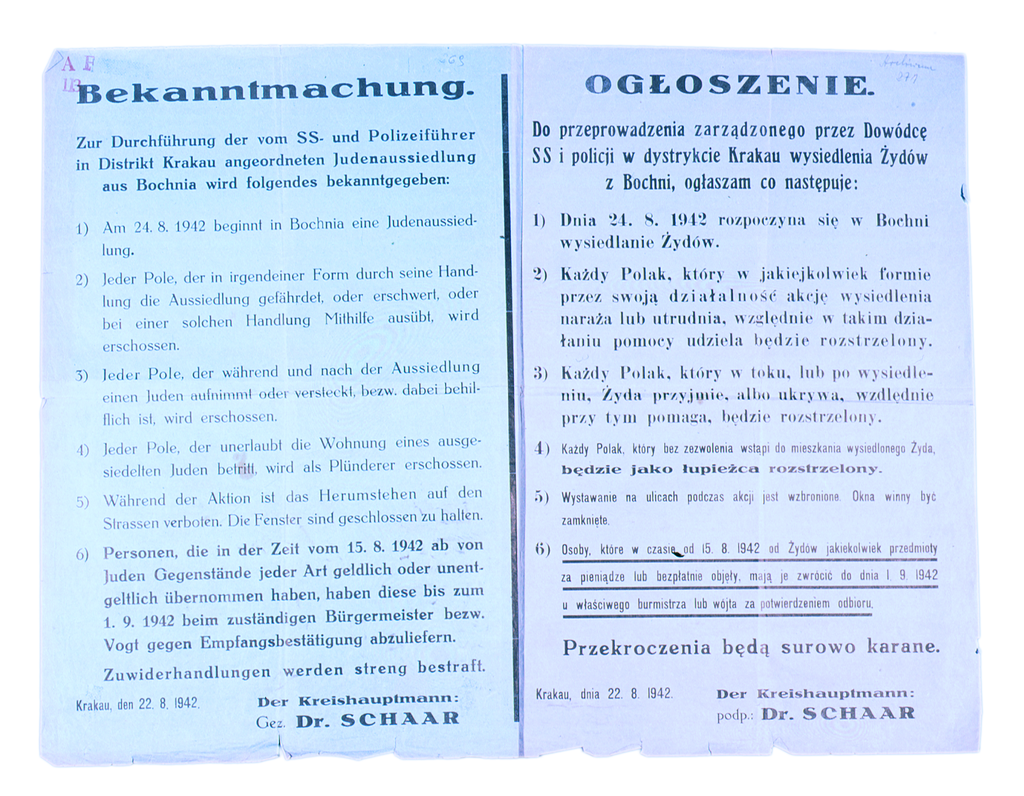 A F
113
269
271
Bekanntmachung.
Zur Durchführung der vom SS- und Polizeiführer
in Distrikt Krakau angeordneten Judenaussiedlung
aus Bochnia wird folgendes bekanntgegeben:
1) Am 24. 8. 1942 beginnt in Bochnia eine Judenaussied-
lung.
2) Jeder Pole, der in irgendeiner Form durch seine Hand-
lung die Aussiedlung gefährdet, oder erschwert, oder
bei einer solchen Handlung Mithilfe ausübt, wird
erschossen.
3) Jeder Pole, der während und nach der Aussiedlung
einen Juden aufnimmt oder versteckt, bezw. dabei behil-
flich ist, wird erschossen.
4) Jeder Pole, der unerlaubt die Wohnung eines ausge-
siedelten Juden betritt, wird als Plünderer erschossen.
5) Während der Aktion ist das Herumstehen auf den
Strassen verboten. Die Fenster sind geschlossen zu halten.
6) Personen, die in der Zeit vom 15. 8. 1942 ab von
Juden Gegenstände jeder Art geldlich oder unent-
geltlich übernommen haben, haben diese bis zum
1. 9. 1942 beim zuständigen Bürgermeister bezw.
Vogt gegen Empfangsbestätigung abzuliefern.
Zuwiderhandlungen werden streng bestraft.
Krakau, den 22. 8. 1942.
Der Kreishauptmann:
Gez. Dr. SCHAAR
OGŁOSZENIE.
Do przeprowadzenia zarządzonego przez Dowódcę
SS i policji w dystrykcie Krakau wysiedlenia Żydów
z Bochni, ogłaszam co następuje:
1) Dnia 24. 8. 1942 rozpoczyna się w Bochni
wysiedlanie Żydów.
2) Każdy Polak, który w jakiejkolwiek formie
przez swoją działalność akcję wysiedlenia
naraża lub utrudnia, względnie w takim dzia-
łaniu pomocy udziela będzie rozstrzelony.
3) Każdy Polak, który w toku, lub po wysiedle-
niu, Żyda przyjmie, albo ukrywa, wzdlędnie
przy tym pomaga, będzie rozstrzelony.
4) Każdy Polak, który bez zezwolenia wstąpi do mieszkania wysiedlonego Żyda,
będzie jako łupieżca rozstrzelony.
5) Wystawanie na ulicach podczas akcji jest wzbronione. Okna winny być
zamknięte.
6) Osoby, które w czasie od 15. 8. 1942 od Żydów jakiekolwiek przedmioty
za pieniądze lub bezpłatnie objęły, mają je zwrócić do dnia 1. 9. 1942
u właściwego burmistrza lub wójta za potwierdzeniem odbioru.
Przekroczenia będą surowo karane.
Krakau, dnia 22. 8. 1942.
Der Kreishauptmann:
podp.: Dr. SCHAAR